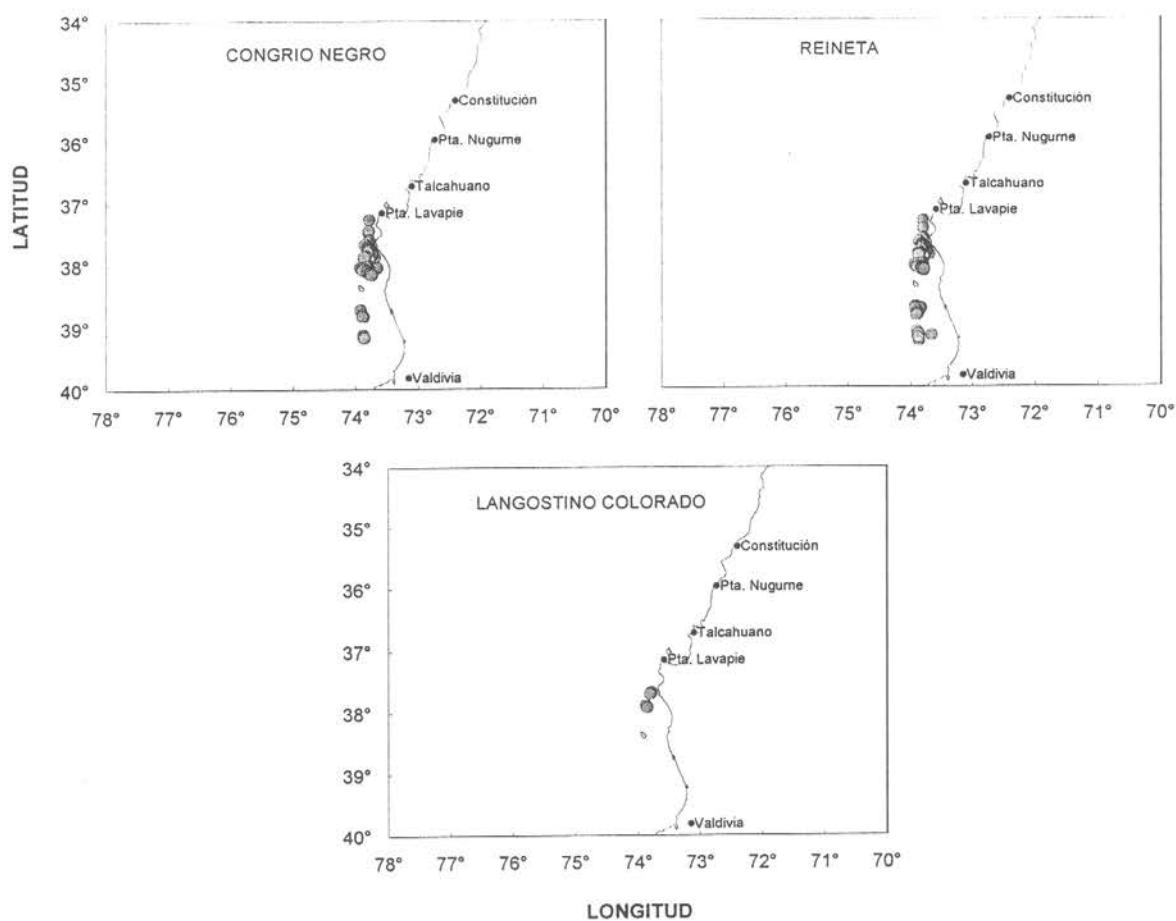 CONGRIO NEGRO
34°
35°
36°
37°
38°
39°
40°
LATITUD
Constitución
Pta. Nugurne
Talcahuano
Pta. Lavapie
Valdivia
78° 77° 76° 75° 74° 73° 72° 71° 70°
REINETA
Constitución
Pta. Nugurne
Talcahuano
Pta. Lavapie
Valdivia
78° 77° 76° 75° 74° 73° 72° 71° 70°
LANGOSTINO COLORADO
34°
35°
36°
37°
38°
39°
40°
Constitución
Pta. Nugurne
Talcahuano
Pta. Lavapie
Valdivia
78° 77° 76° 75° 74° 73° 72° 71° 70°
LONGITUD